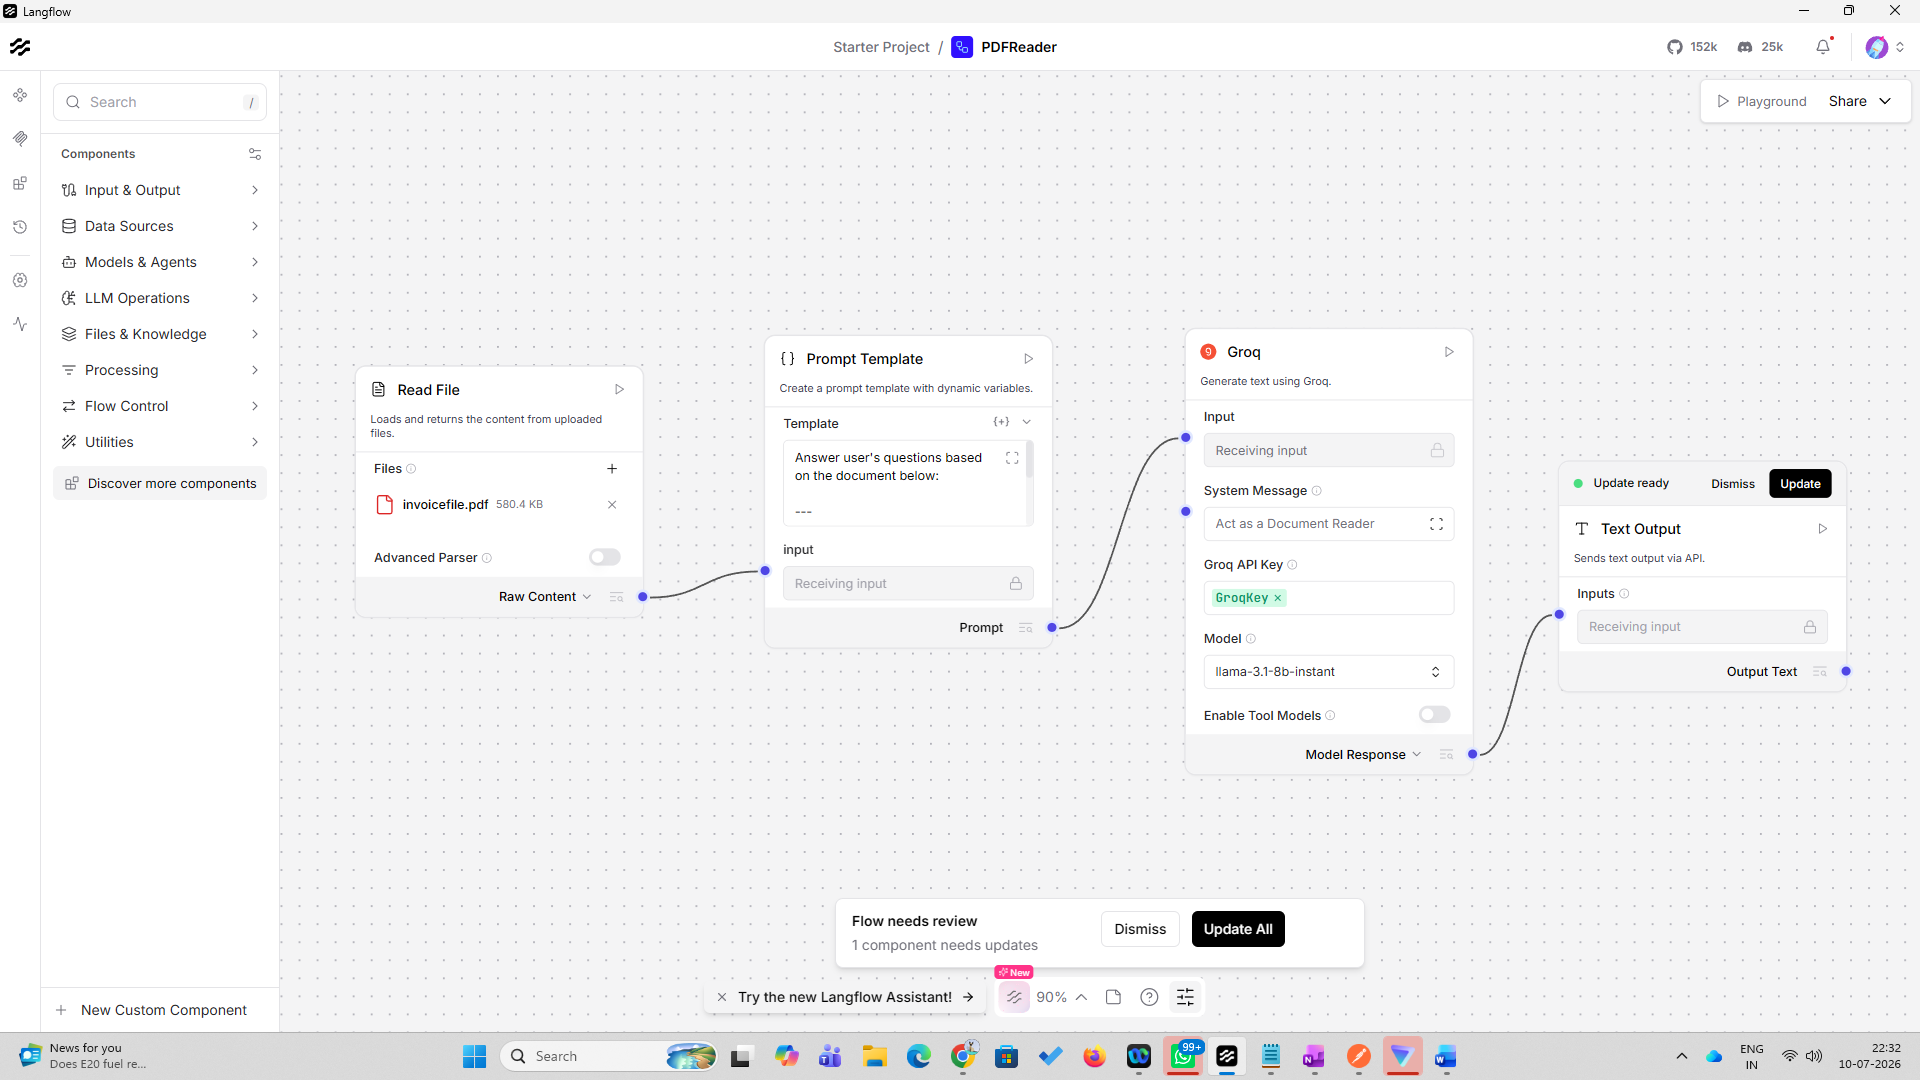 Langflow
Starter Project / PDFReader
152k
25k
Search /
Playground
Share
Components
Input & Output
Data Sources
Models & Agents
LLM Operations
Files & Knowledge
Processing
Flow Control
Utilities
Discover more components
New Custom Component
Read File
Loads and returns the content from uploaded
files.
Files
invoicefile.pdf 580.4 KB
Advanced Parser
Raw Content
Prompt Template
Create a prompt template with dynamic variables.
Template
{+}
Answer user's questions based
on the document below:
---
input
Receiving input
Prompt
Groq
Generate text using Groq.
Input
Receiving input
System Message
Act as a Document Reader
Groq API Key
GroqKey
Model
llama-3.1-8b-instant
Enable Tool Models
Model Response
Update ready
Dismiss
Update
Text Output
Sends text output via API.
Inputs
Receiving input
Output Text
Flow needs review
1 component needs updates
Dismiss
Update All
New
Try the new Langflow Assistant!
90%
News for you
Does E20 fuel re...
Search
99+
ENG
IN
22:32
10-07-2026